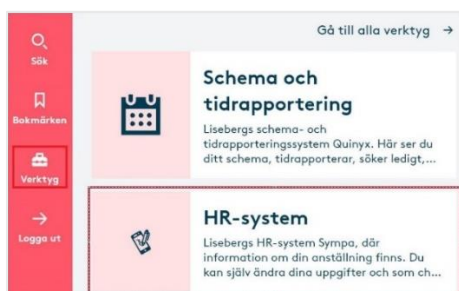 Gå till alla verktyg →
Sök
Bokmärken
Verktyg
Logga ut
Schema och
tidrapportering
Lisebergs schema- och
tidrapporteringssystem Quinyx. Här ser du
ditt schema, tidrapporterar, söker ledigt,...
HR-system
Lisebergs HR-system Sympa, där
information om din anställning finns. Du
kan själv ändra dina uppgifter och som ch...